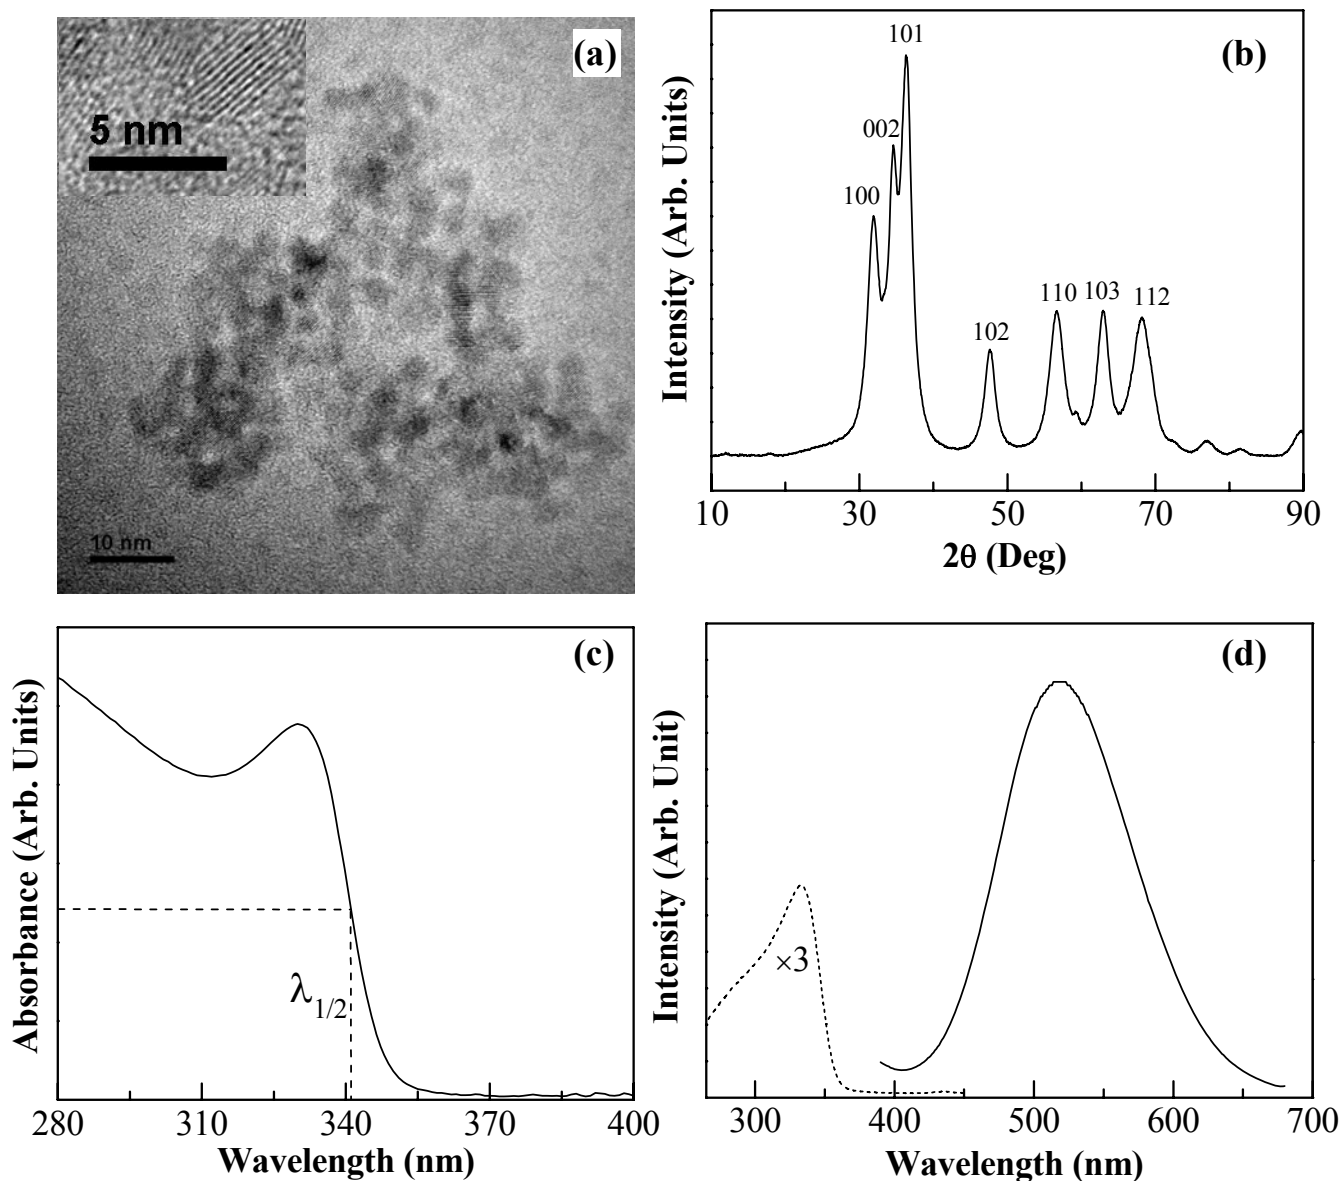 (a)
5 nm
10 nm
(b)
101
002
100
102
110
103
112
Intensity (Arb. Units)
10
30
50
70
90
2θ (Deg)
(c)
Absorbance (Arb. Units)
λ1/2
280
310
340
370
400
Wavelength (nm)
(d)
Intensity (Arb. Unit)
×3
300
400
500
600
700
Wavelength (nm)